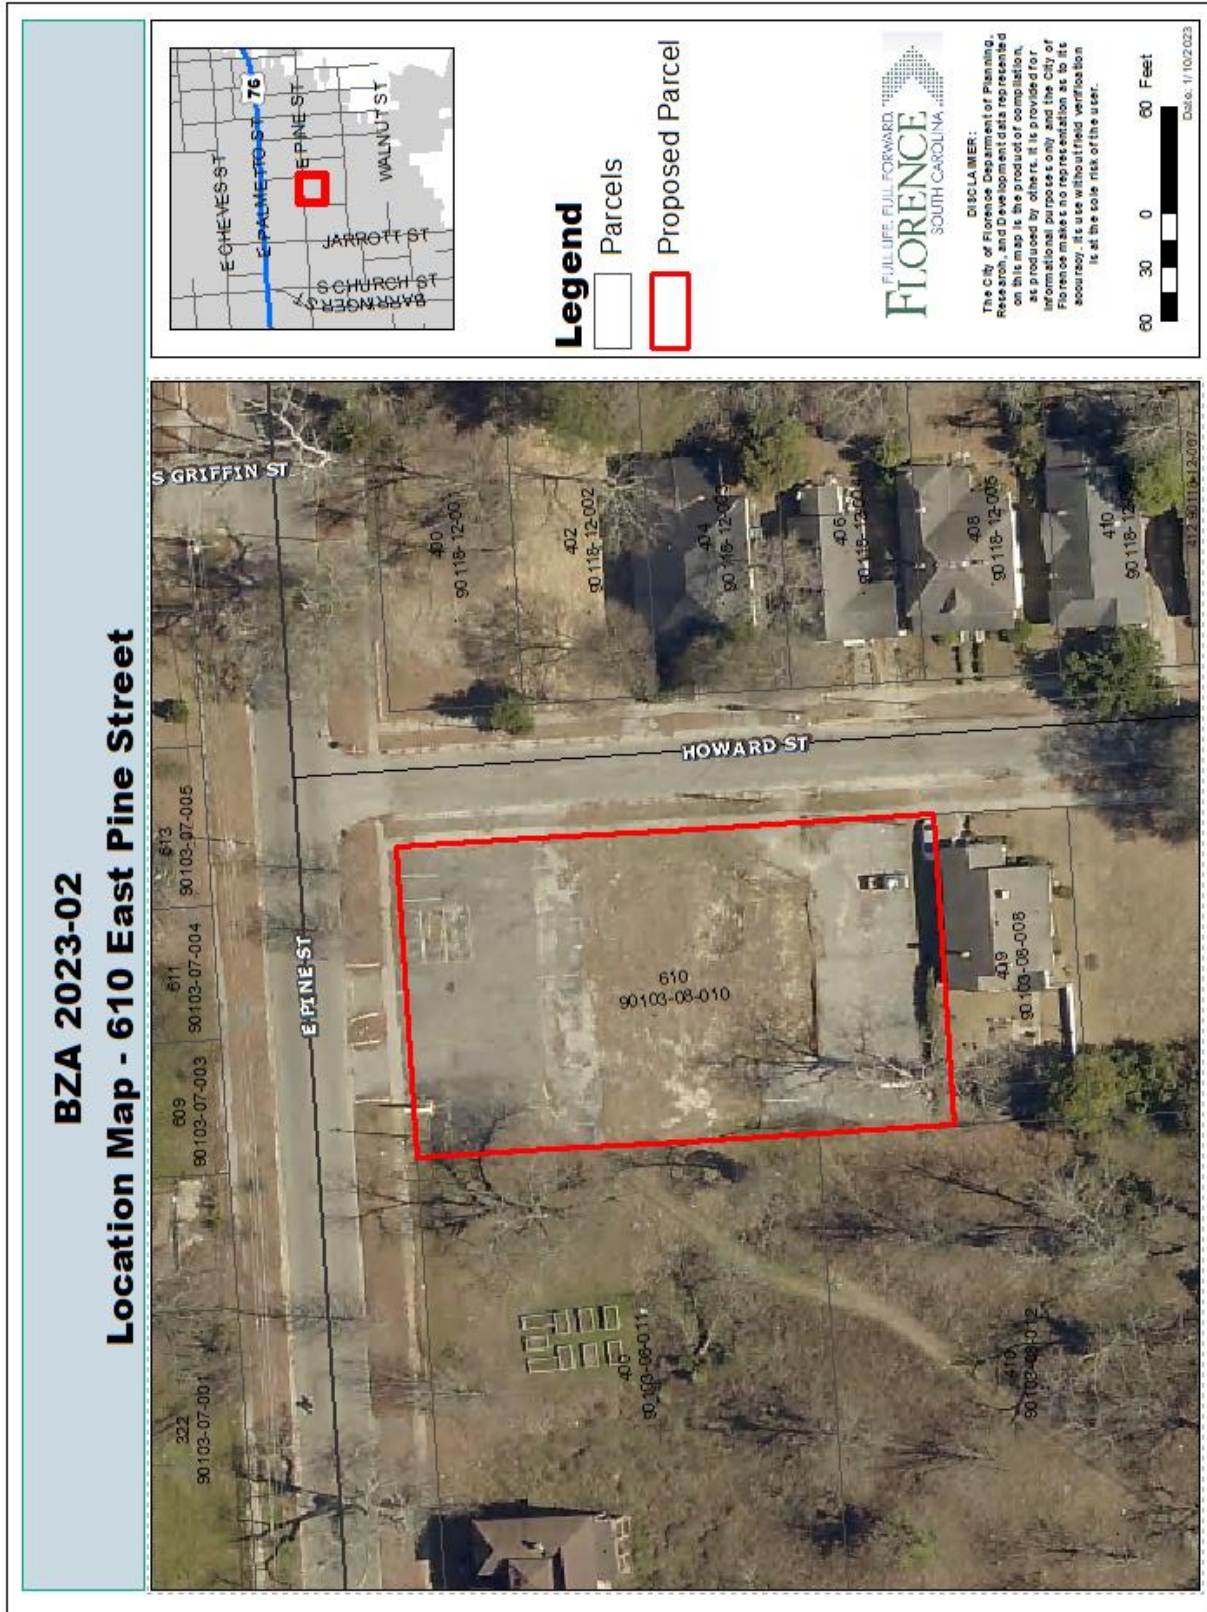 BZA 2023-02
Location Map - 610 East Pine Street
322
90103-07-001
609
90103-07-003
611
90103-07-004
613
90103-07-005
S GRIFFIN ST
E PINE ST
HOWARD ST
400
90118-12-001
402
90118-12-002
404
406
408
90118-12-005
410
610
90103-08-010
409
90103-08-008
90103-08-011
E CHEVES ST
E PALMETTO ST
76
E PINE ST
WALNUT ST
JARROTT ST
S CHURCH ST
BARRINGER ST
Legend
Parcels
Proposed Parcel
FULL LIFE. FULL FORWARD.
FLORENCE
SOUTH CAROLINA
DISCLAIMER:
The City of Florence Department of Planning,
Research, and Development data represented
on this map is the product of compilation,
as produced by others. It is provided for
informational purposes only and the City of
Florence makes no representation as to its
accuracy. Its use without field verification
is at the sole risk of the user.
60 30 0 60 Feet
Date: 1/10/2023